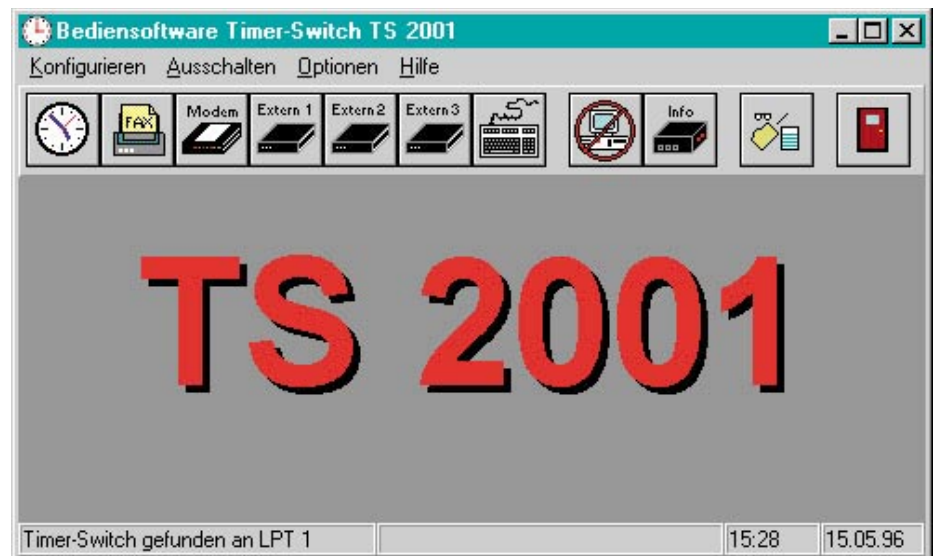 Bediensoftware Timer-Switch TS 2001
Konfigurieren Ausschalten Optionen Hilfe
FAX Modem Extern 1 Extern 2 Extern 3 Info
TS 2001
Timer-Switch gefunden an LPT 1 15:28 15.05.96